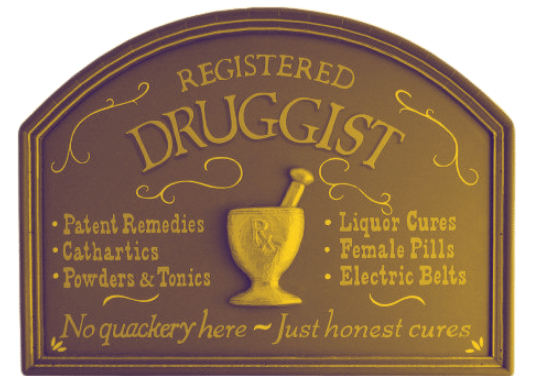 REGISTERED
DRUGGIST
• Patent Remedies
• Cathartics
• Powders & Tonics
Rx
• Liquor Cures
• Female Pills
• Electric Belts
No quackery here ~ Just honest cures